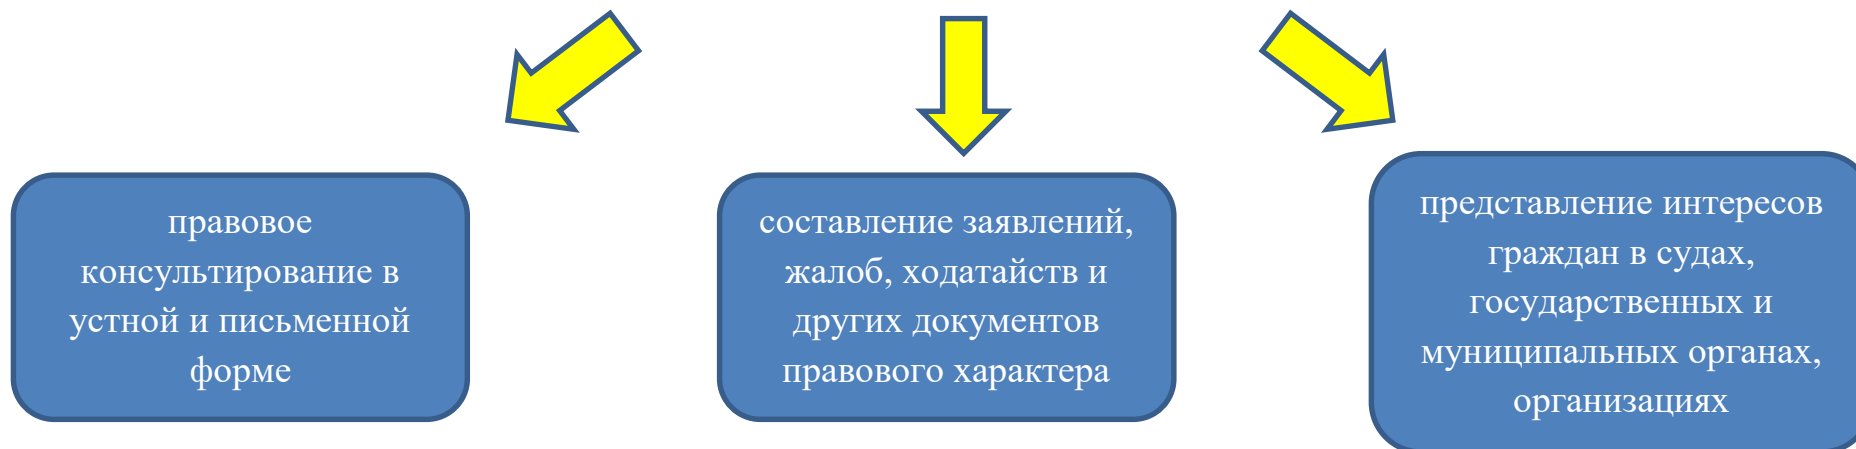 правовое
консультирование в
устной и письменной
форме
составление заявлений,
жалоб, ходатайств и
других документов
правового характера
представление интересов
граждан в судах,
государственных и
муниципальных органах,
организациях